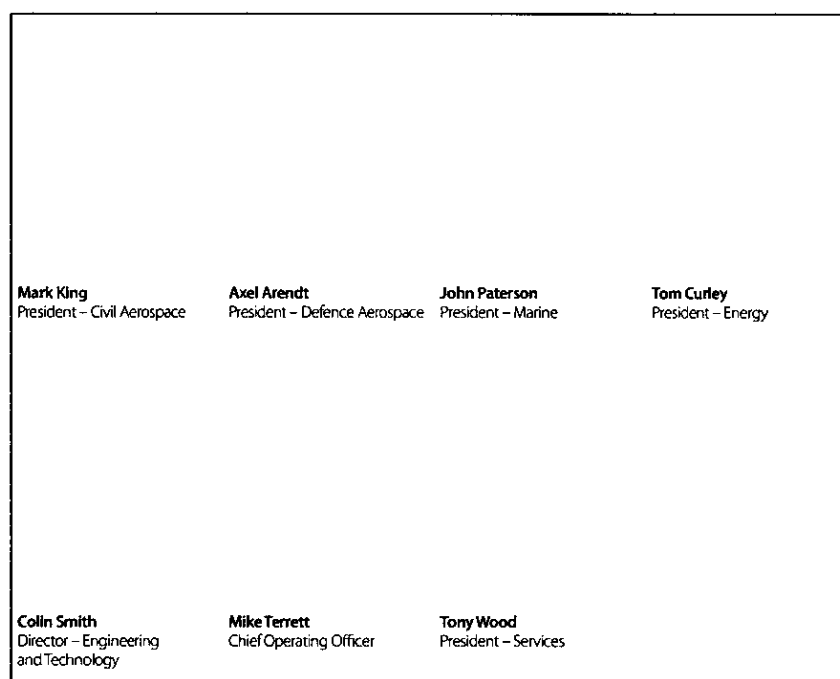 Mark King
President – Civil Aerospace
Axel Arendt
President – Defence Aerospace
John Paterson
President – Marine
Tom Curley
President – Energy
Colin Smith
Director – Engineering
and Technology
Mike Terrett
Chief Operating Officer
Tony Wood
President – Services